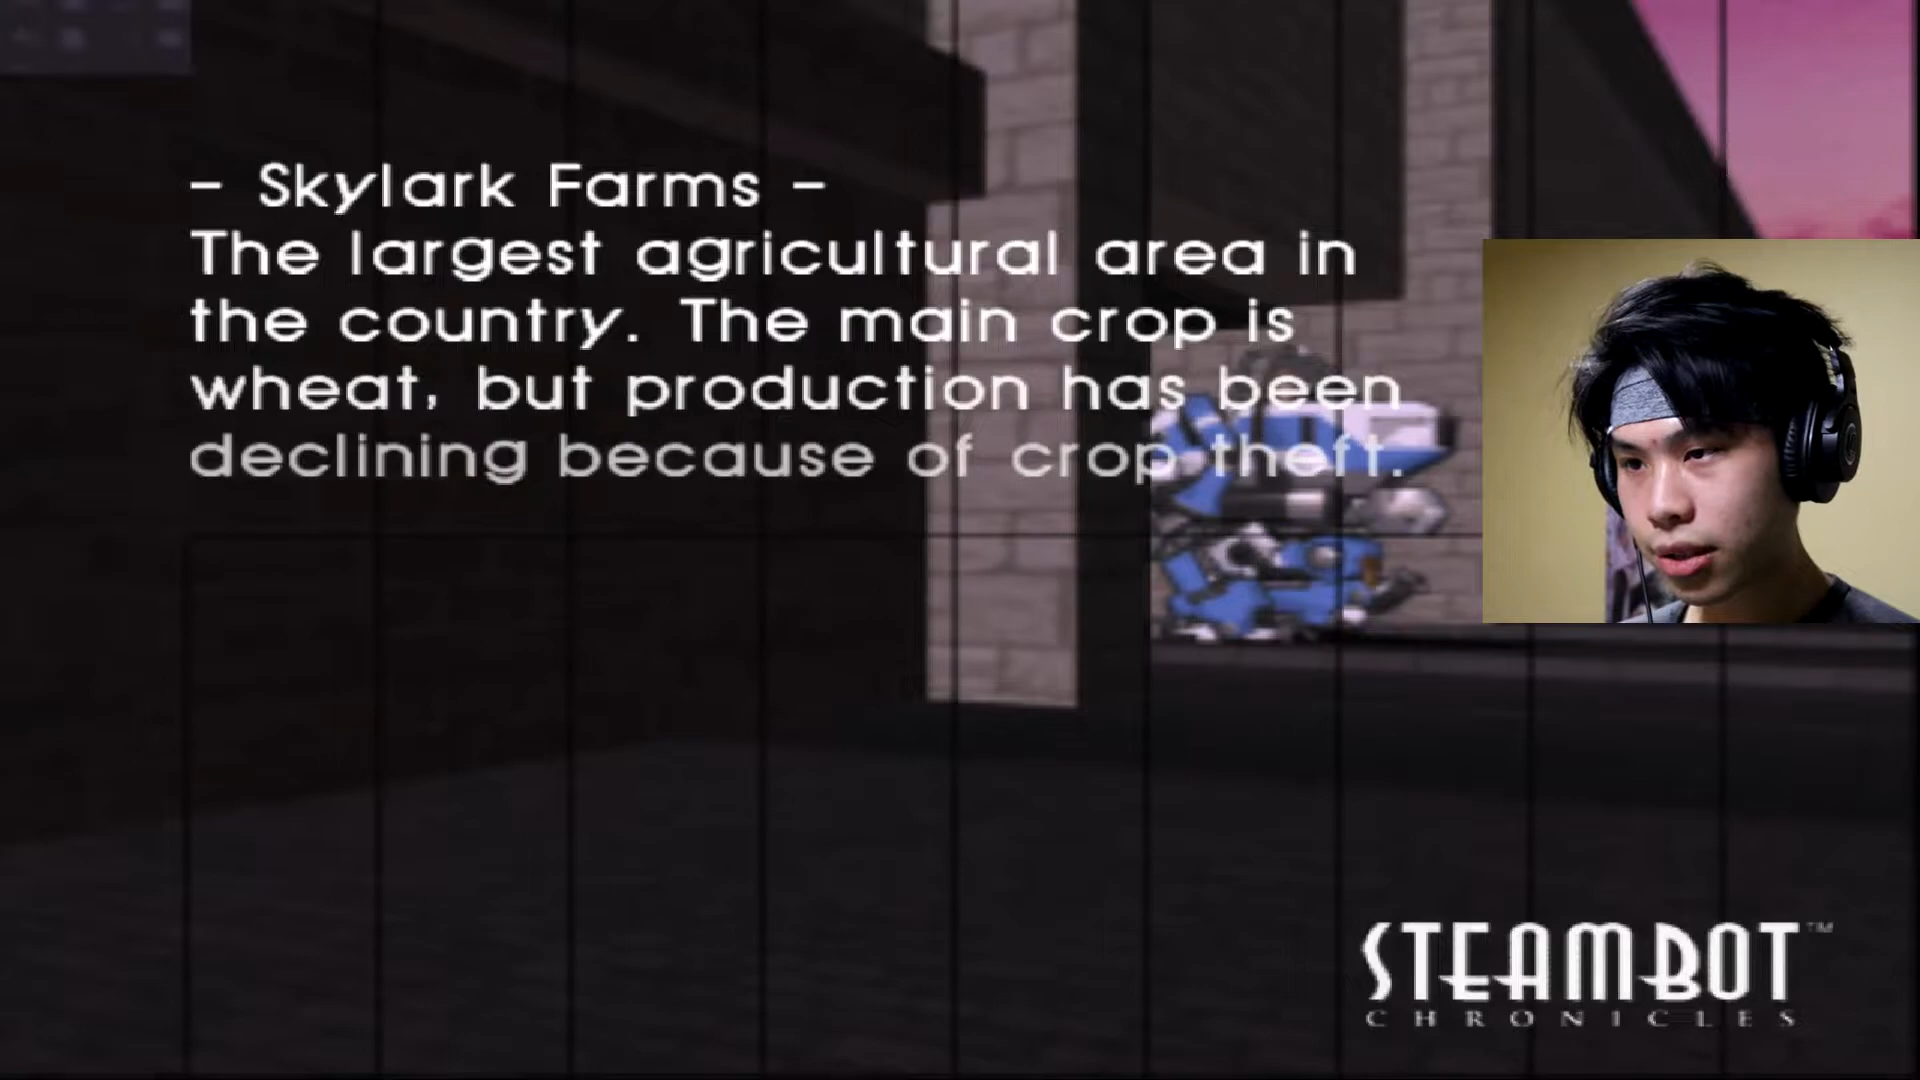 - Skylark Farms -
The largest agricultural area in
the country. The main crop is
wheat, but production has been
declining because of crop theft.
STEAMBOT™
CHRONICLES